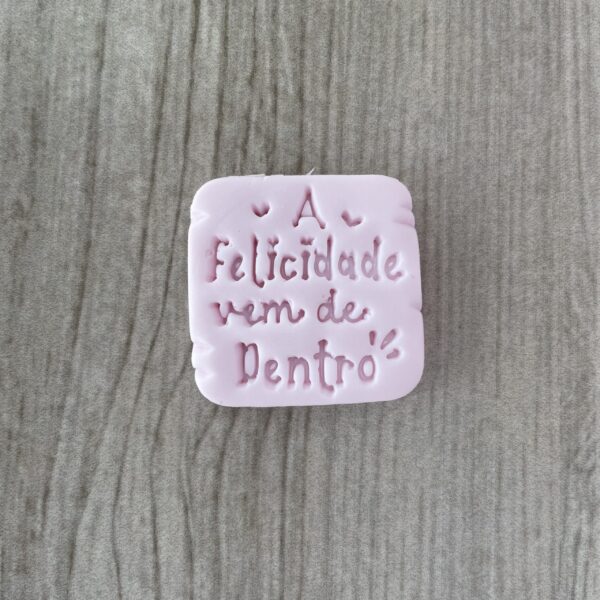 A
Felicidade
vem de
Dentro